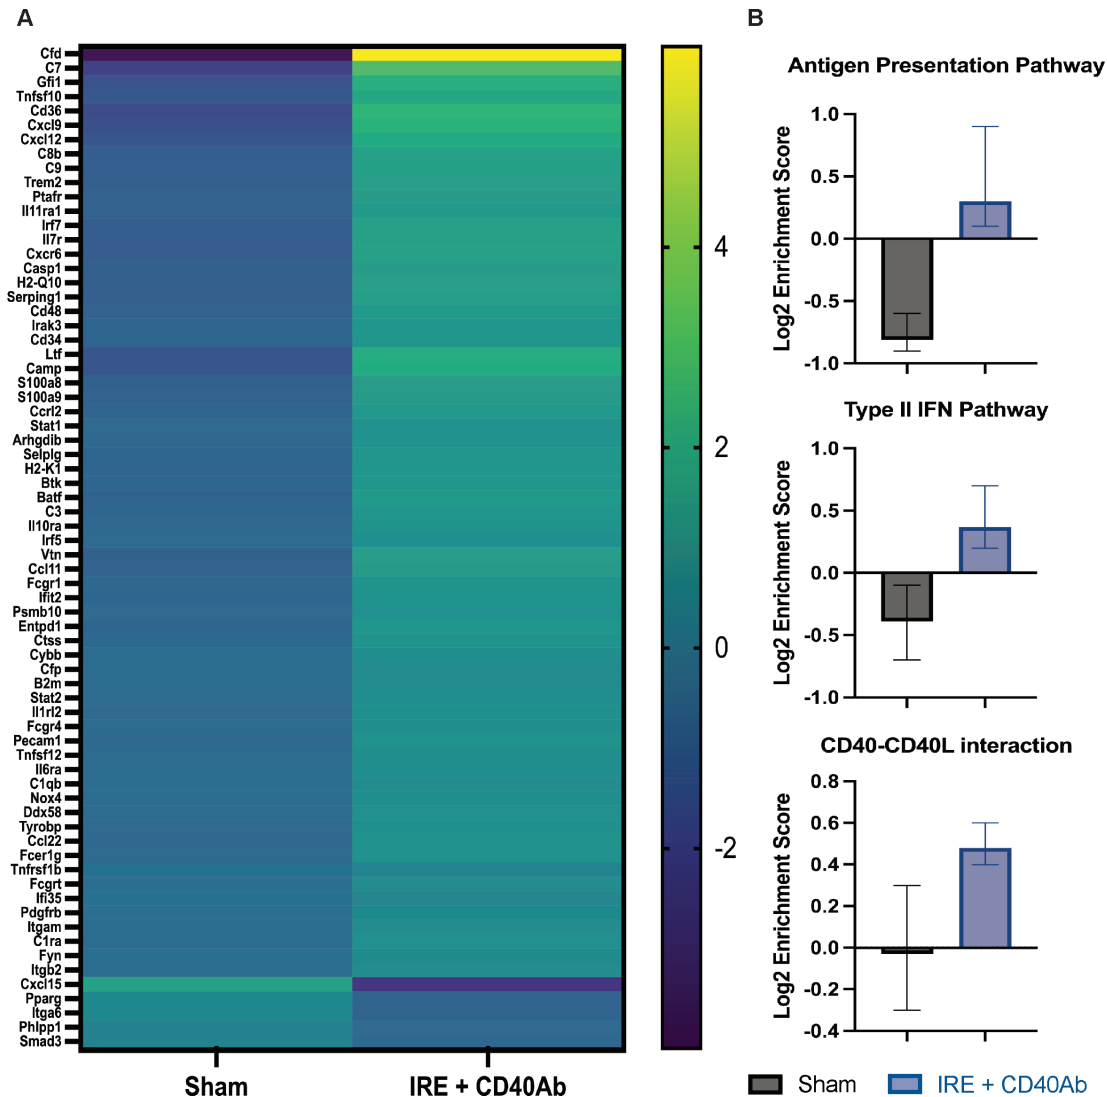 A
Cfd
C7
Gfi1
Tnfsf10
Cd36
Cxcl9
Cxcl12
C8b
C9
Trem2
Ptafr
Il11ra1
Irf7
Il7r
Cxcr6
Casp1
H2-Q10
Serping1
Cd48
Irak3
Cd34
Ltf
Camp
S100a8
S100a9
Ccrl2
Stat1
Arhgdib
Selplg
H2-K1
Btk
Batf
C3
Il10ra
Irf5
Vtn
Ccl11
Fcgr1
Ifit2
Psmb10
Entpd1
Ctss
Cybb
Cfp
B2m
Stat2
Il1rl2
Fcgr4
Pecam1
Tnfsf12
Il6ra
C1qb
Nox4
Ddx58
Tyrobp
Ccl22
Fcer1g
Tnfrsf1b
Fcgrt
Ifi35
Pdgfrb
Itgam
C1ra
Fyn
Itgb2
Cxcl15
Pparg
Itga6
Phlpp1
Smad3
Sham IRE + CD40Ab
4
2
0
-2
B
Antigen Presentation Pathway
Log2 Enrichment Score
1.0
0.5
0.0
-0.5
-1.0
Type II IFN Pathway
Log2 Enrichment Score
1.0
0.5
0.0
-0.5
-1.0
CD40-CD40L interaction
Log2 Enrichment Score
0.8
0.6
0.4
0.2
0.0
-0.2
-0.4
Sham IRE + CD40Ab